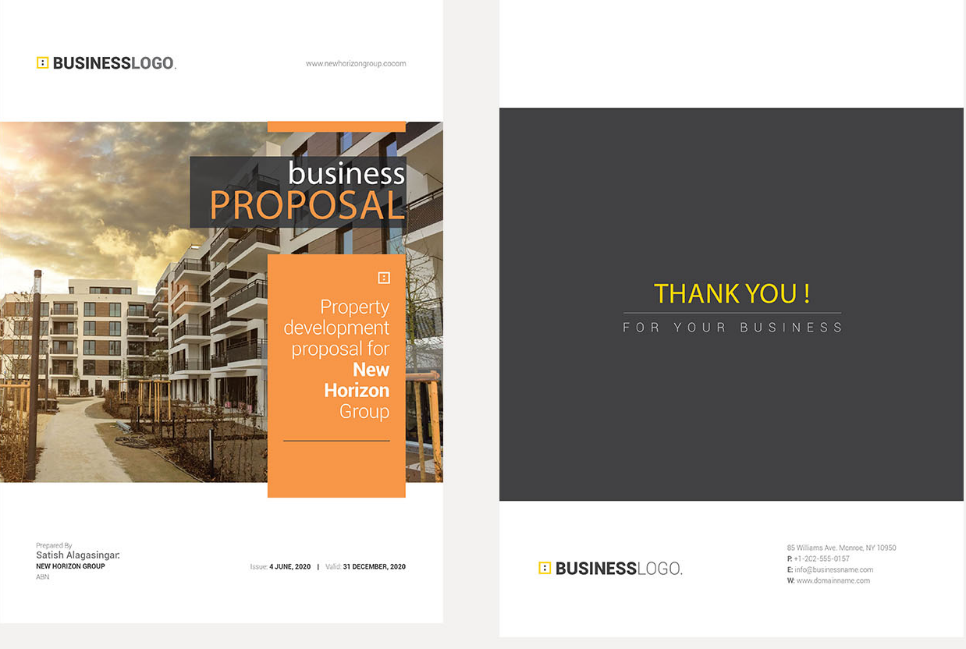 BUSINESSLOGO.
www.newhorizongroup.cocom
business
PROPOSAL
Property
development
proposal for
New
Horizon
Group
Prepared By
Satish Alagasingar:
NEW HORIZON GROUP
ABN
Issue: 4 JUNE, 2020 | Valid: 31 DECEMBER, 2020
THANK YOU !
FOR YOUR BUSINESS
BUSINESSLOGO.
85 Williams Ave. Monroe, NY 10950
P: +1-202-555-0157
E: info@businessname.com
W: www.domainname.com